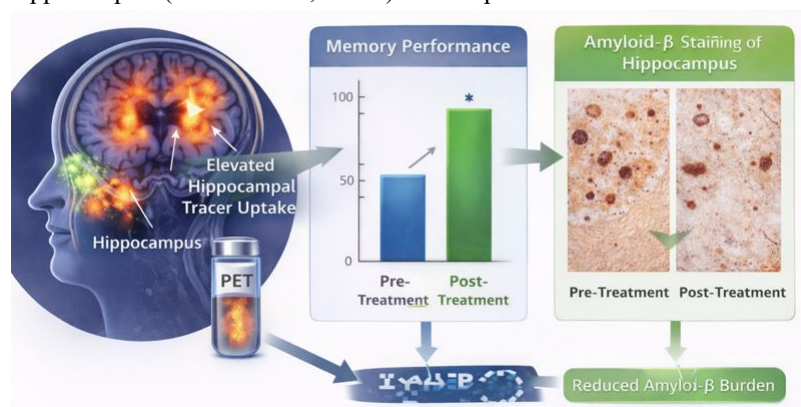 Memory Performance
Amyloid-β Staining of
Hippocampus
100
*
50
0
Elevated
Hippocampal
Tracer Uptake
Hippocampus
PET
Pre-
Treatment
Post-
Treatment
Pre-Treatment
Post-Treatment
Reduced Amyloi-β Burden